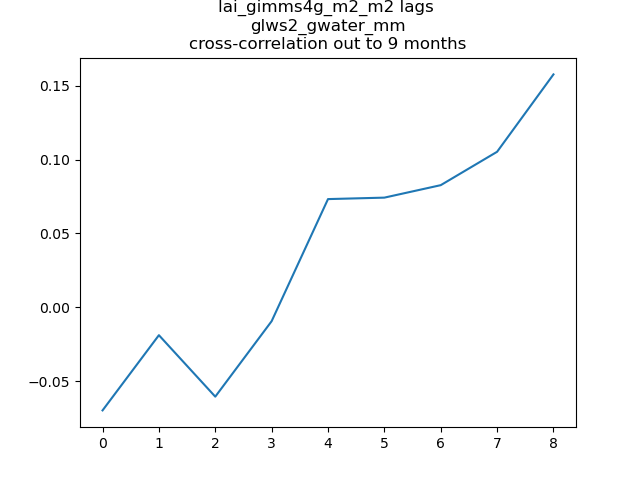 lai_gimms4g_m2_m2 lags
glws2_gwater_mm
cross-correlation out to 9 months
0.15
0.10
0.05
0.00
−0.05
0 1 2 3 4 5 6 7 8